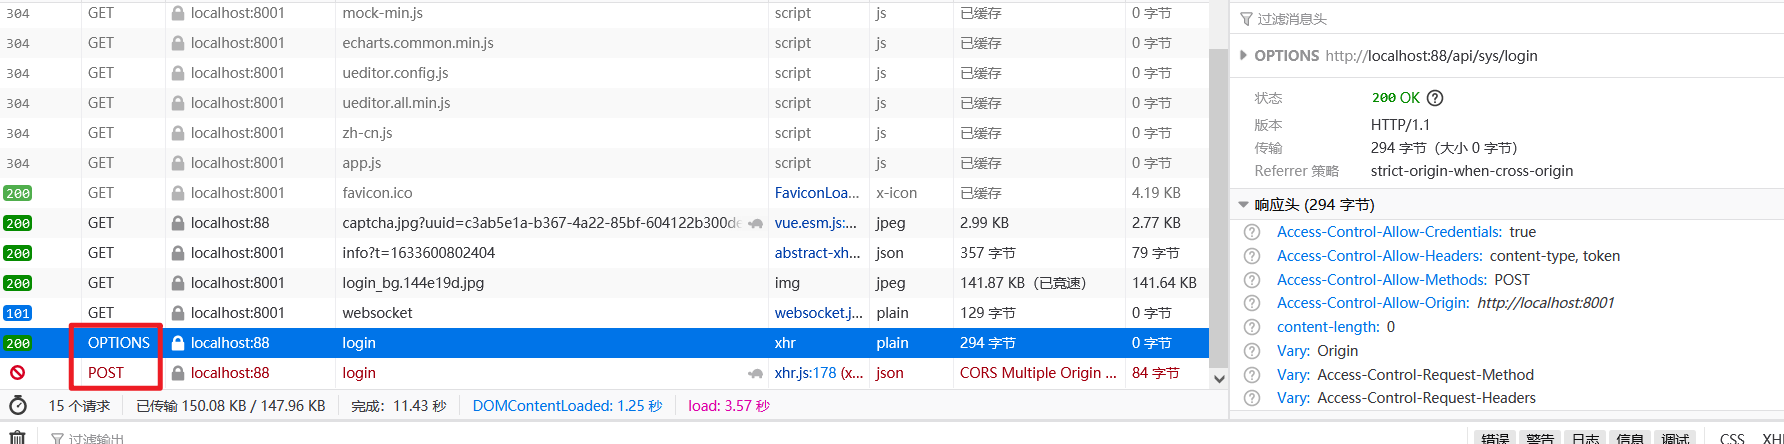 304 GET localhost:8001 mock-min.js script js 已缓存 0 字节
304 GET localhost:8001 echarts.common.min.js script js 已缓存 0 字节
304 GET localhost:8001 ueditor.config.js script js 已缓存 0 字节
304 GET localhost:8001 ueditor.all.min.js script js 已缓存 0 字节
304 GET localhost:8001 zh-cn.js script js 已缓存 0 字节
304 GET localhost:8001 app.js script js 已缓存 0 字节
200 GET localhost:8001 favicon.ico FaviconLoa... x-icon 已缓存 4.19 KB
200 GET localhost:88 captcha.jpg?uuid=c3ab5e1a-b367-4a22-85bf-604122b300de vue.esm.js:... jpeg 2.99 KB 2.77 KB
200 GET localhost:8001 info?t=1633600802404 abstract-xh... json 357 字节 79 字节
200 GET localhost:8001 login_bg.144e19d.jpg img jpeg 141.87 KB（已竞速） 141.64 KB
101 GET localhost:8001 websocket websocket.j... plain 129 字节 0 字节
200 OPTIONS localhost:88 login xhr plain 294 字节 0 字节
POST localhost:88 login xhr.js:178 (x... json CORS Multiple Origin ... 84 字节
15 个请求 已传输 150.08 KB / 147.96 KB 完成：11.43 秒 DOMContentLoaded: 1.25 秒 load: 3.57 秒
过滤输出 错误 警告 日志 信息 调试 CSS XH
过滤消息头
OPTIONS http://localhost:88/api/sys/login
状态 200 OK
版本 HTTP/1.1
传输 294 字节（大小 0 字节）
Referrer 策略 strict-origin-when-cross-origin
响应头 (294 字节)
Access-Control-Allow-Credentials: true
Access-Control-Allow-Headers: content-type, token
Access-Control-Allow-Methods: POST
Access-Control-Allow-Origin: http://localhost:8001
content-length: 0
Vary: Origin
Vary: Access-Control-Request-Method
Vary: Access-Control-Request-Headers